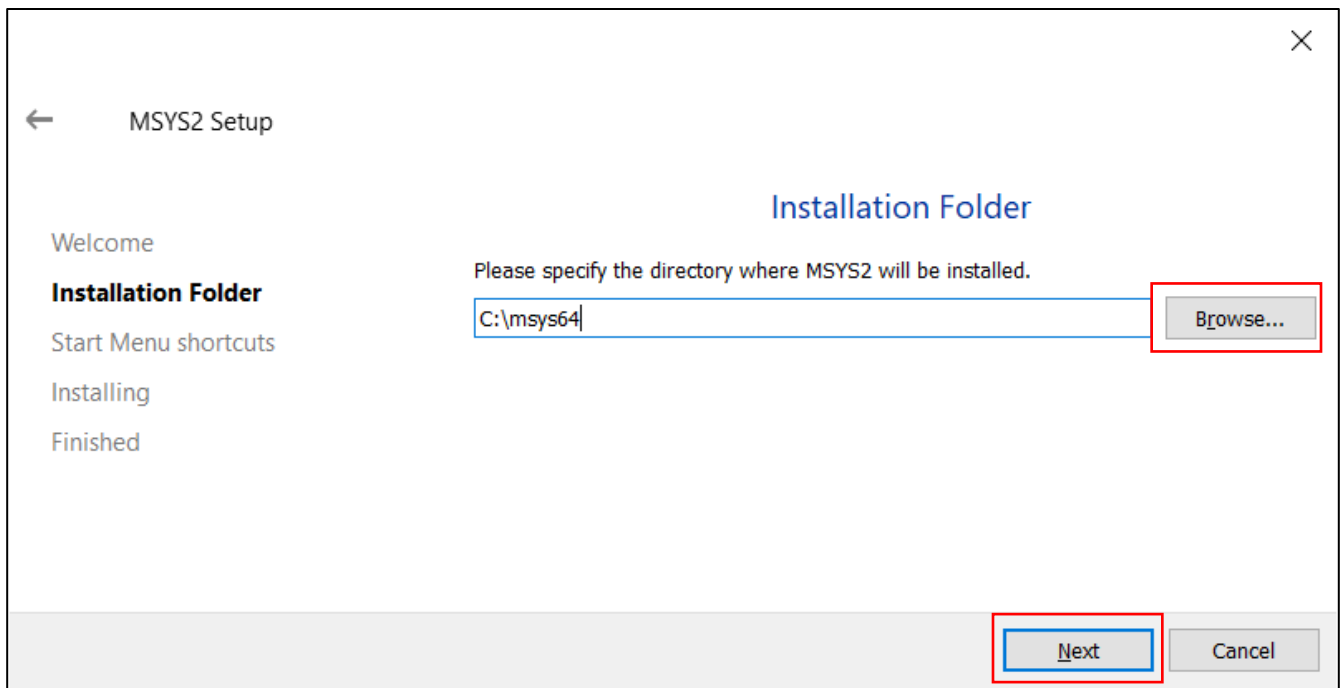 MSYS2 Setup
Installation Folder
Welcome
Installation Folder
Start Menu shortcuts
Installing
Finished
Please specify the directory where MSYS2 will be installed.
C:\msys64
Browse...
Next
Cancel